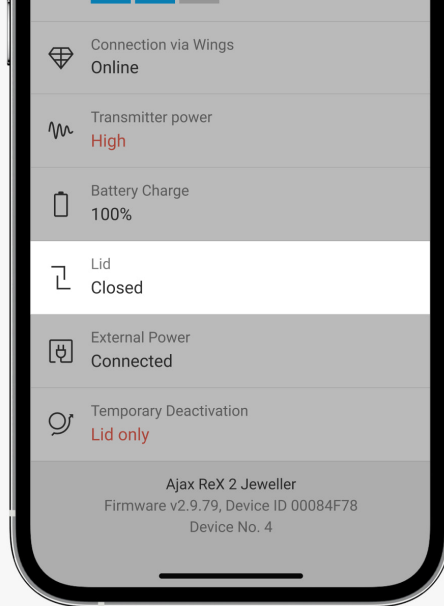 Connection via Wings
Online
Transmitter power
High
Battery Charge
100%
Lid
Closed
External Power
Connected
Temporary Deactivation
Lid only
Ajax ReX 2 Jeweller
Firmware v2.9.79, Device ID 00084F78
Device No. 4